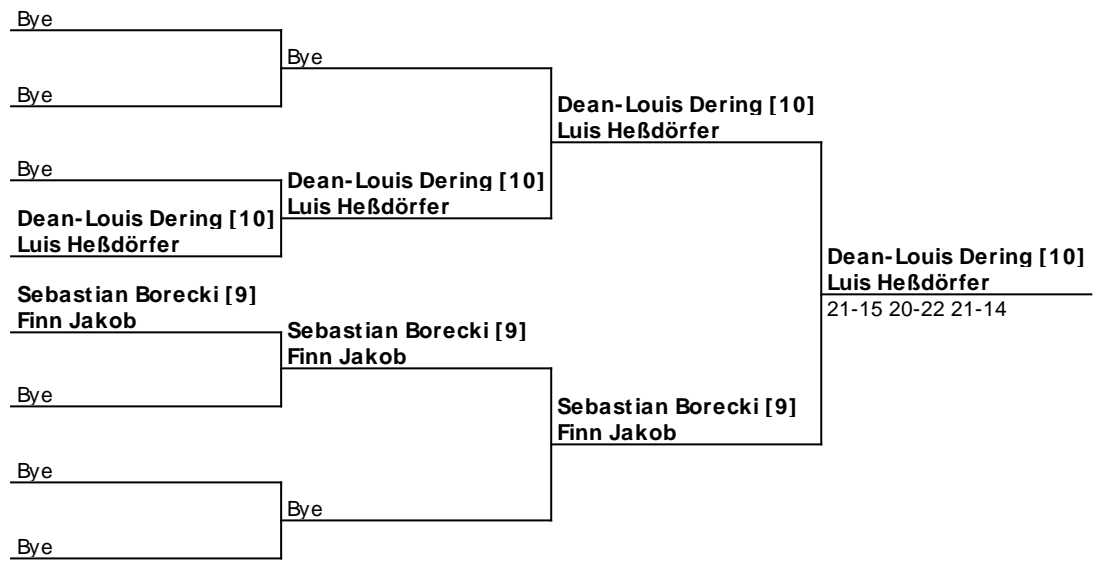 Bye
Bye
Bye
Dean-Louis Dering [10]
Luis Heßdörfer
Sebastian Borecki [9]
Finn Jakob
Bye
Bye
Bye
Bye
Dean-Louis Dering [10]
Luis Heßdörfer
Sebastian Borecki [9]
Finn Jakob
Bye
Dean-Louis Dering [10]
Luis Heßdörfer
Sebastian Borecki [9]
Finn Jakob
Dean-Louis Dering [10]
Luis Heßdörfer
21-15 20-22 21-14